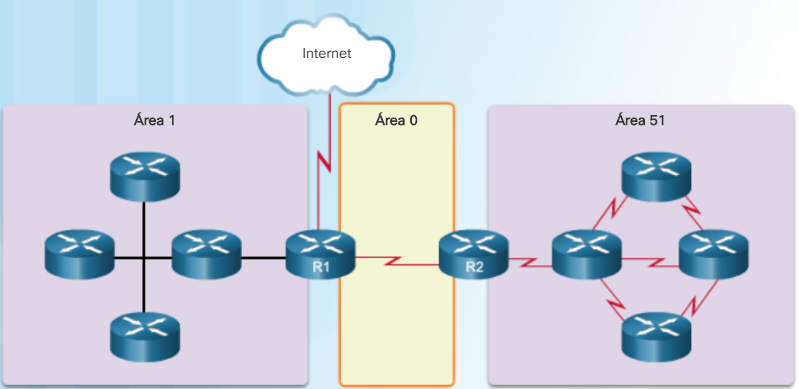 Internet
Área 1
Área 0
Área 51
R1
R2